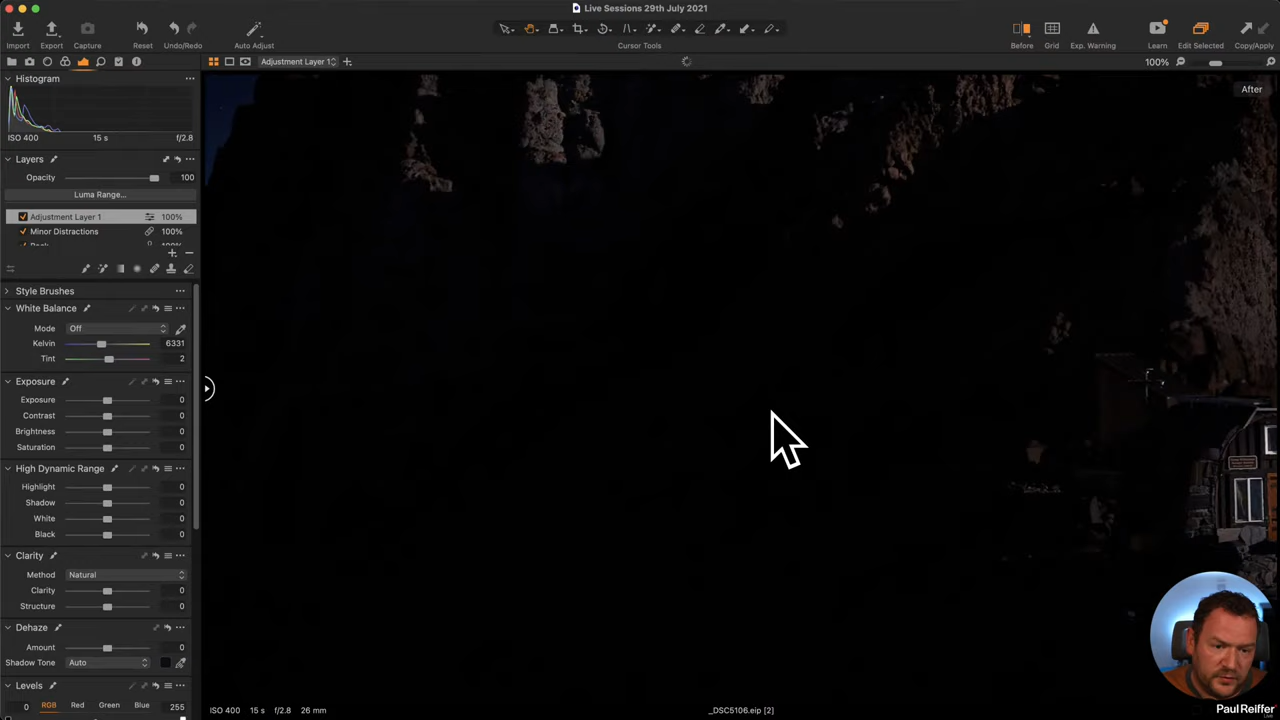 Live Sessions 29th July 2021
Import
Export
Capture
Reset
Undo/Redo
Auto Adjust
Cursor Tools
Before
Grid
Exp. Warning
Learn
Edit Selected
Copy/Apply
Adjustment Layer 1
100%
Histogram
After
ISO 400 15 s f/2.8
Layers
Opacity 100
Luma Range...
Adjustment Layer 1 100%
Minor Distractions 100%
100%
Style Brushes
White Balance
Mode Off
Kelvin 6331
Tint 2
Exposure
Exposure 0
Contrast 0
Brightness 0
Saturation 0
High Dynamic Range
Highlight 0
Shadow 0
White 0
Black 0
Clarity
Method Natural
Clarity 0
Structure 0
Dehaze
Amount 0
Shadow Tone Auto
Levels
0 RGB Red Green Blue 255
ISO 400 15 s f/2.8 26 mm
_DSC5106.eip [2]
Paul Reiffer
Live